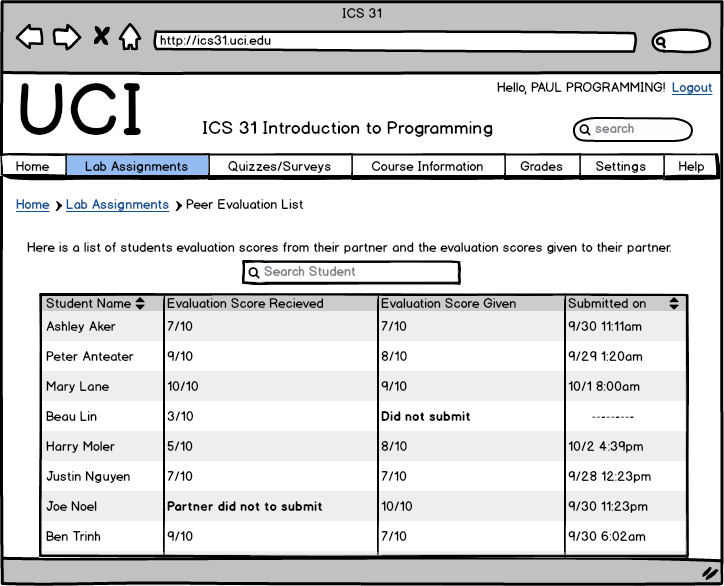 ICS 31
http://ics31.uci.edu
Hello, PAUL PROGRAMMING! Logout
UCI
ICS 31 Introduction to Programming
search
Home Lab Assignments Quizzes/Surveys Course Information Grades Settings Help
Home Lab Assignments Peer Evaluation List
Here is a list of students evaluation scores from their partner and the evaluation scores given to their partner.
Search Student
Student Name Evaluation Score Recieved Evaluation Score Given Submitted on
Ashley Aker 7/10 7/10 9/30 11:11am
Peter Anteater 9/10 8/10 9/29 1:20am
Mary Lane 10/10 9/10 10/1 8:00am
Beau Lin 3/10 Did not submit --------
Harry Moler 5/10 8/10 10/2 4:39pm
Justin Nguyen 7/10 7/10 9/28 12:23pm
Joe Noel Partner did not to submit 10/10 9/30 11:23pm
Ben Trinh 9/10 7/10 9/30 6:02am